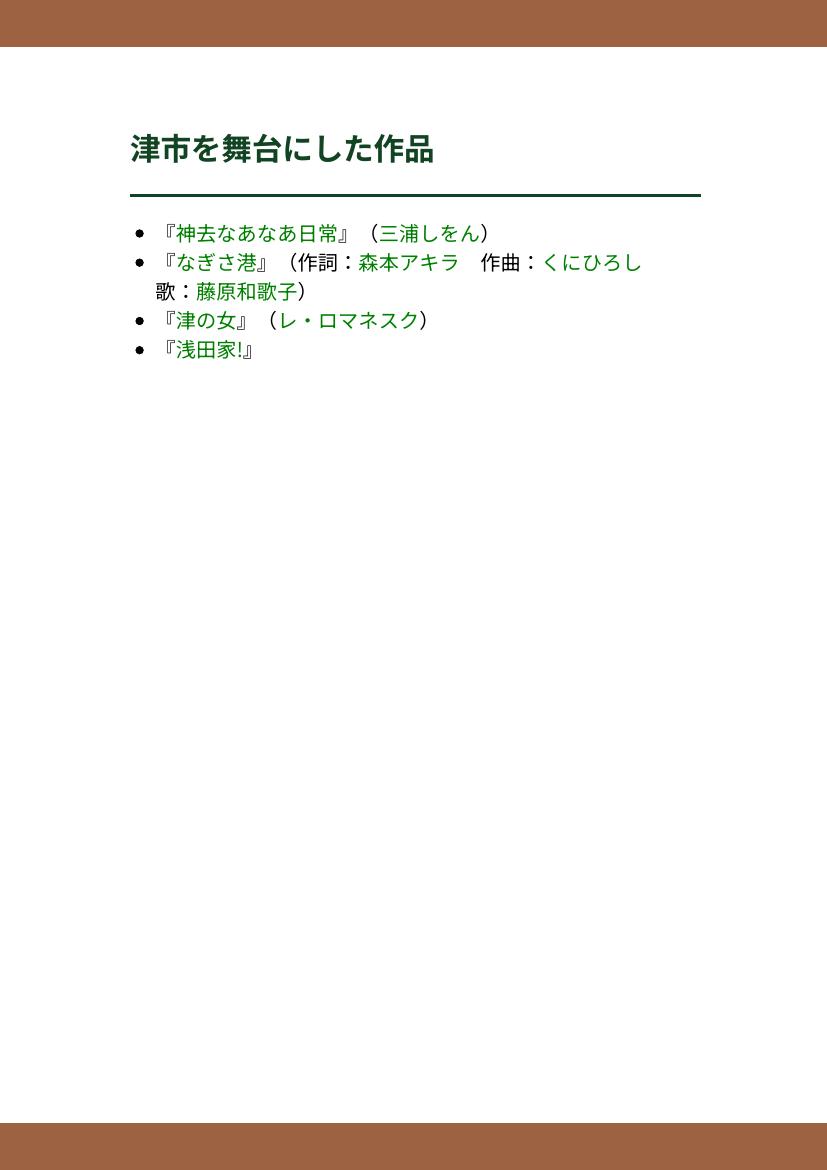 津市を舞台にした作品
• 『神去なあなあ日常』（三浦しをん）
• 『なぎさ港』（作詞：森本アキラ　作曲：くにひろし
歌：藤原和歌子）
• 『津の女』（レ・ロマネスク）
• 『浅田家!』